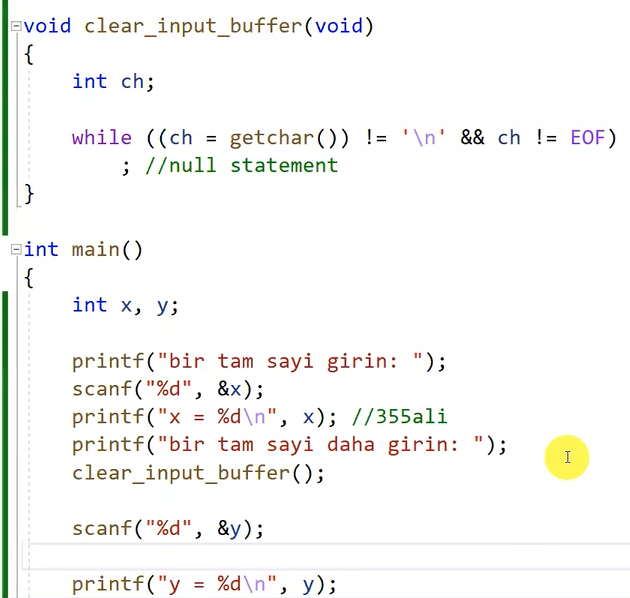 void clear_input_buffer(void)
{
    int ch;
    while ((ch = getchar()) != '\n' && ch != EOF)
        ; //null statement
}
int main()
{
    int x, y;
    printf("bir tam sayi girin: ");
    scanf("%d", &x);
    printf("x = %d\n", x); //355ali
    printf("bir tam sayi daha girin: ");
    clear_input_buffer();
    scanf("%d", &y);
    printf("y = %d\n", y);